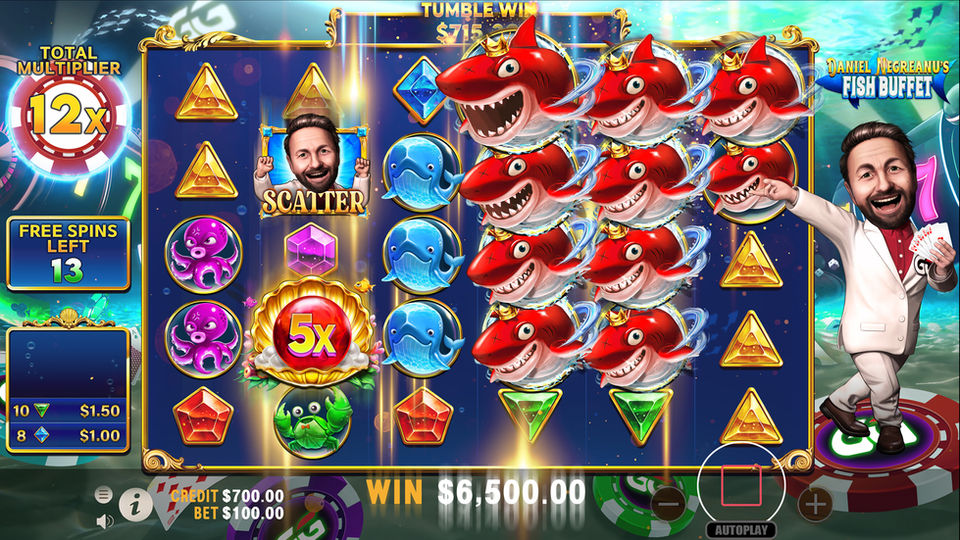 TUMBLE WIN
TOTAL
MULTIPLIER
12x
FREE SPINS
LEFT
13
10 $1.50
8 $1.00
SCATTER
5x
DANIEL NEGREANU'S
FISH BUFFET
CREDIT $700.00
BET $100.00
WIN $6,500.00
AUTOPLAY